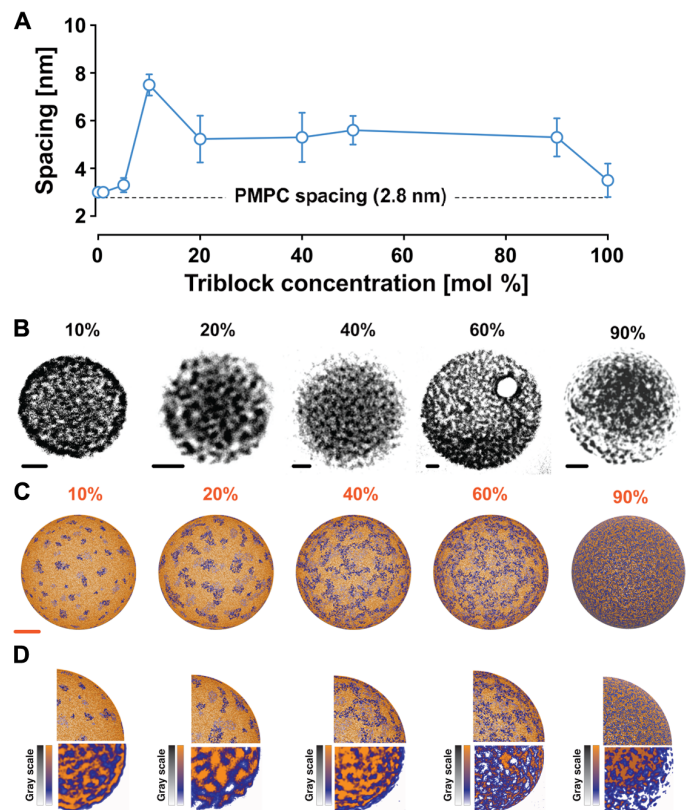 A
10
8
6
4
2
Spacing [nm]
PMPC spacing (2.8 nm)
0 20 40 60 80 100
Triblock concentration [mol %]
B
10% 20% 40% 60% 90%
C
10% 20% 40% 60% 90%
D
Gray scale Gray scale Gray scale Gray scale Gray scale